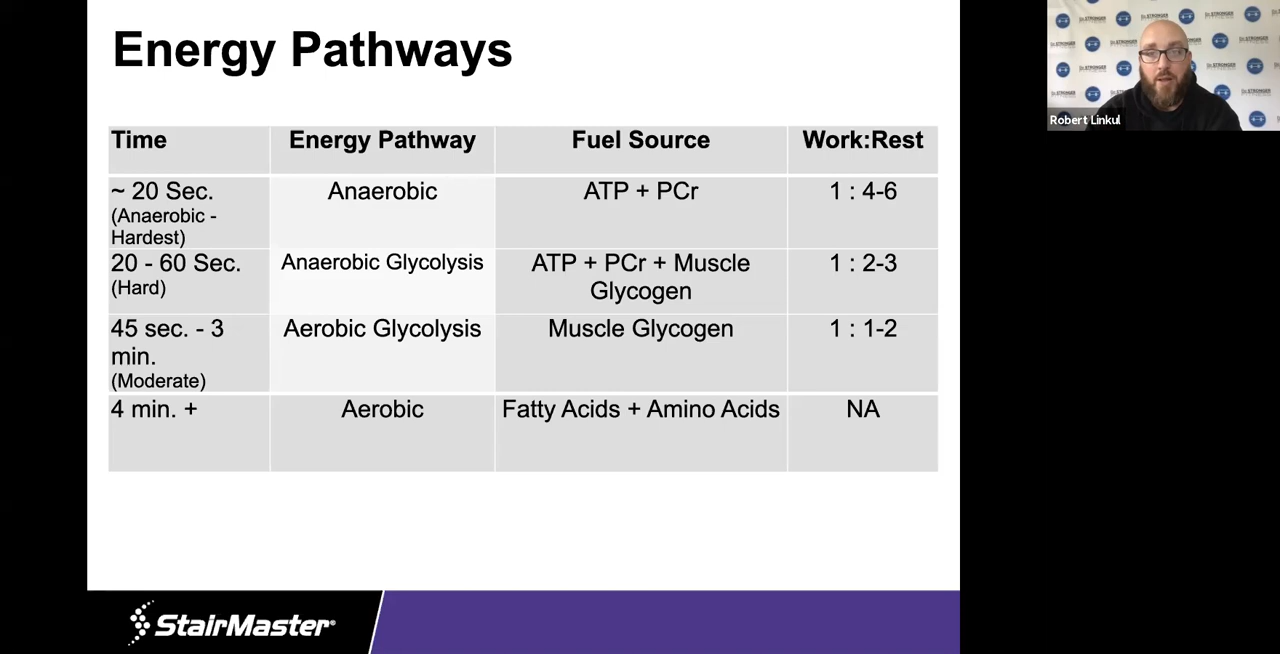 Energy Pathways
Time Energy Pathway Fuel Source Work:Rest
~ 20 Sec. Anaerobic ATP + PCr 1 : 4-6
(Anaerobic -
Hardest)
20 - 60 Sec. Anaerobic Glycolysis ATP + PCr + Muscle 1 : 2-3
(Hard) Glycogen
45 sec. - 3 Aerobic Glycolysis Muscle Glycogen 1 : 1-2
min.
(Moderate)
4 min. + Aerobic Fatty Acids + Amino Acids NA
StairMaster®
Robert Linkul